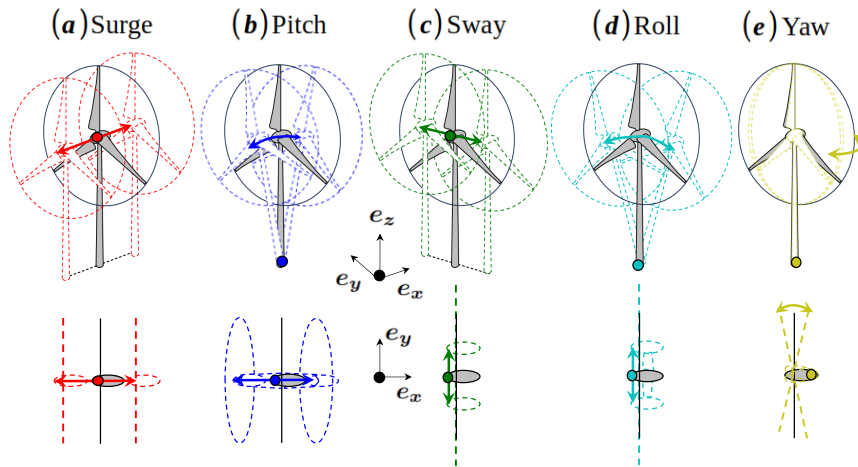 (a) Surge
(b) Pitch
(c) Sway
(d) Roll
(e) Yaw
e_z
e_y
e_x
e_y
e_x